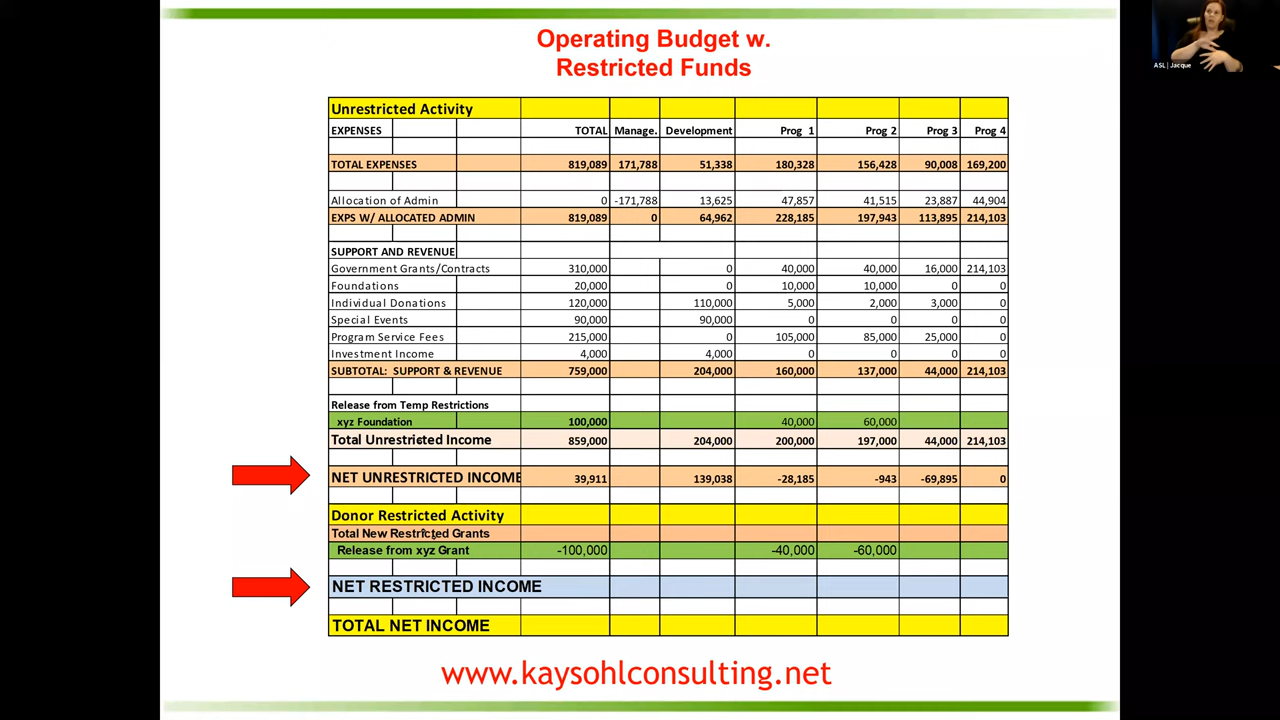 Operating Budget w.
Restricted Funds
ASL | Jacque
Unrestricted Activity
EXPENSES TOTAL Manage. Development Prog 1 Prog 2 Prog 3 Prog 4
TOTAL EXPENSES 819,089 171,788 51,338 180,328 156,428 90,008 169,200
Allocation of Admin 0 -171,788 13,625 47,857 41,515 23,887 44,904
EXPS W/ ALLOCATED ADMIN 819,089 0 64,962 228,185 197,943 113,895 214,103
SUPPORT AND REVENUE
Government Grants/Contracts 310,000 0 40,000 40,000 16,000 214,103
Foundations 20,000 0 10,000 10,000 0 0
Individual Donations 120,000 110,000 5,000 2,000 3,000 0
Special Events 90,000 90,000 0 0 0 0
Program Service Fees 215,000 0 105,000 85,000 25,000 0
Investment Income 4,000 4,000 0 0 0 0
SUBTOTAL: SUPPORT & REVENUE 759,000 204,000 160,000 137,000 44,000 214,103
Release from Temp Restrictions
xyz Foundation 100,000 40,000 60,000
Total Unrestricted Income 859,000 204,000 200,000 197,000 44,000 214,103
NET UNRESTRICTED INCOME 39,911 139,038 -28,185 -943 -69,895 0
Donor Restricted Activity
Total New Restricted Grants
Release from xyz Grant -100,000 -40,000 -60,000
NET RESTRICTED INCOME
TOTAL NET INCOME
www.kaysohlconsulting.net